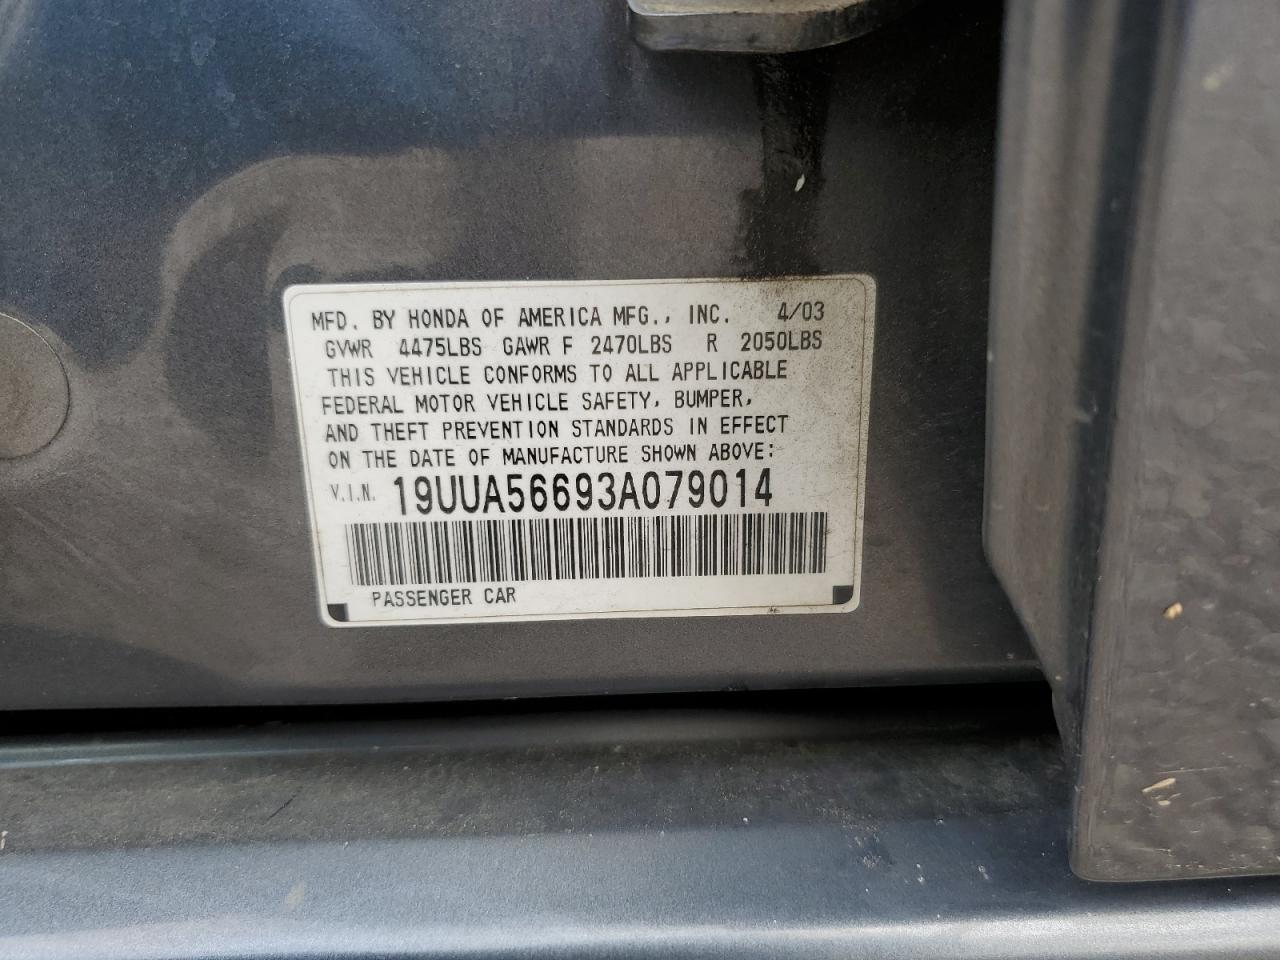 MFD. BY HONDA OF AMERICA MFG., INC. 4/03
GVWR 4475LBS GAWR F 2470LBS R 2050LBS
THIS VEHICLE CONFORMS TO ALL APPLICABLE
FEDERAL MOTOR VEHICLE SAFETY, BUMPER,
AND THEFT PREVENTION STANDARDS IN EFFECT
ON THE DATE OF MANUFACTURE SHOWN ABOVE:
V.I.N. 19UUA56693A079014
PASSENGER CAR